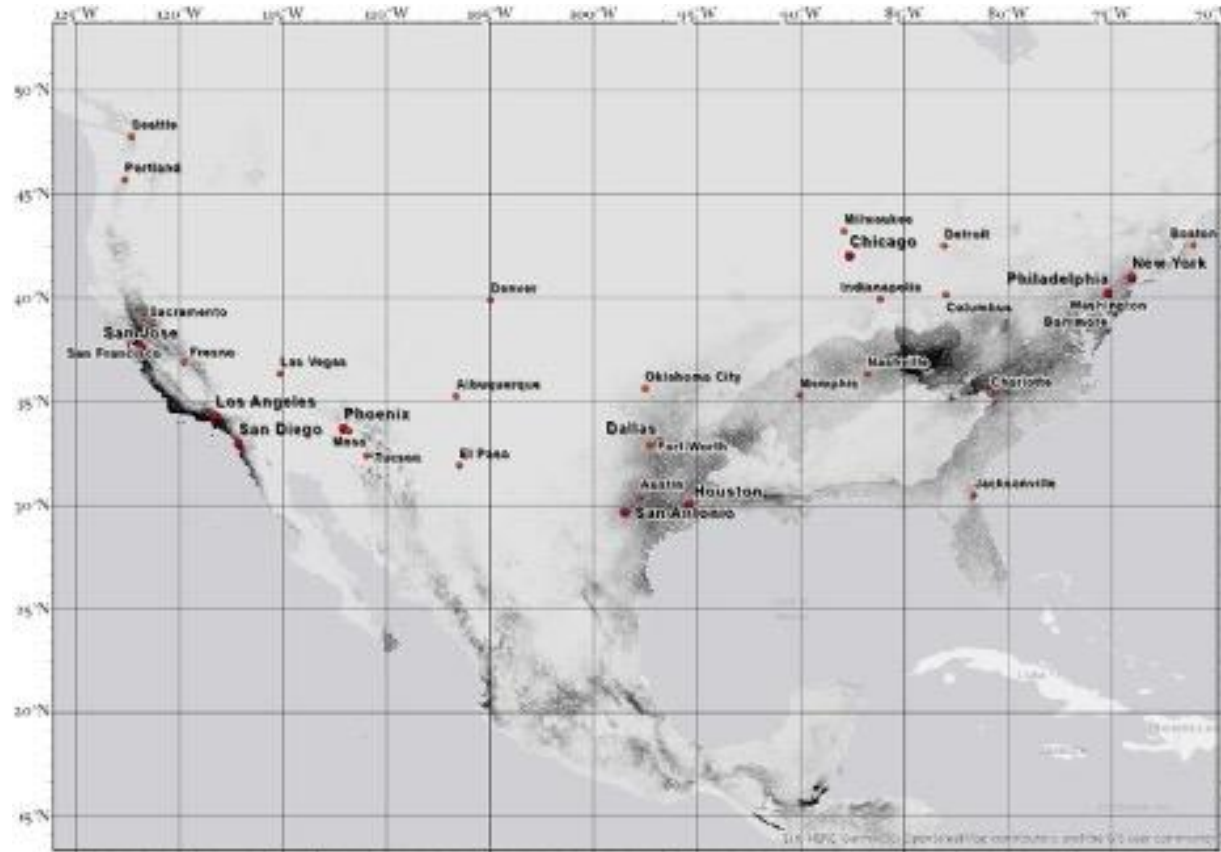 125°W 120°W 115°W 110°W 105°W 100°W 95°W 90°W 85°W 80°W 75°W 70°W
50°N
Seattle
Portland
45°N
Milwaukee
Chicago
Detroit
Boston
New York
Philadelphia
40°N
Denver
Indianapolis
Columbus
Washington
Baltimore
Sacramento
San Jose
San Francisco
Fresno
Las Vegas
Nashville
Albuquerque
Oklahoma City
Memphis
Charlotte
35°N
Los Angeles
San Diego
Phoenix
Mesa
Tucson
El Paso
Dallas
Fort Worth
Austin
Houston
Jacksonville
30°N
San Antonio
25°N
20°N
15°N